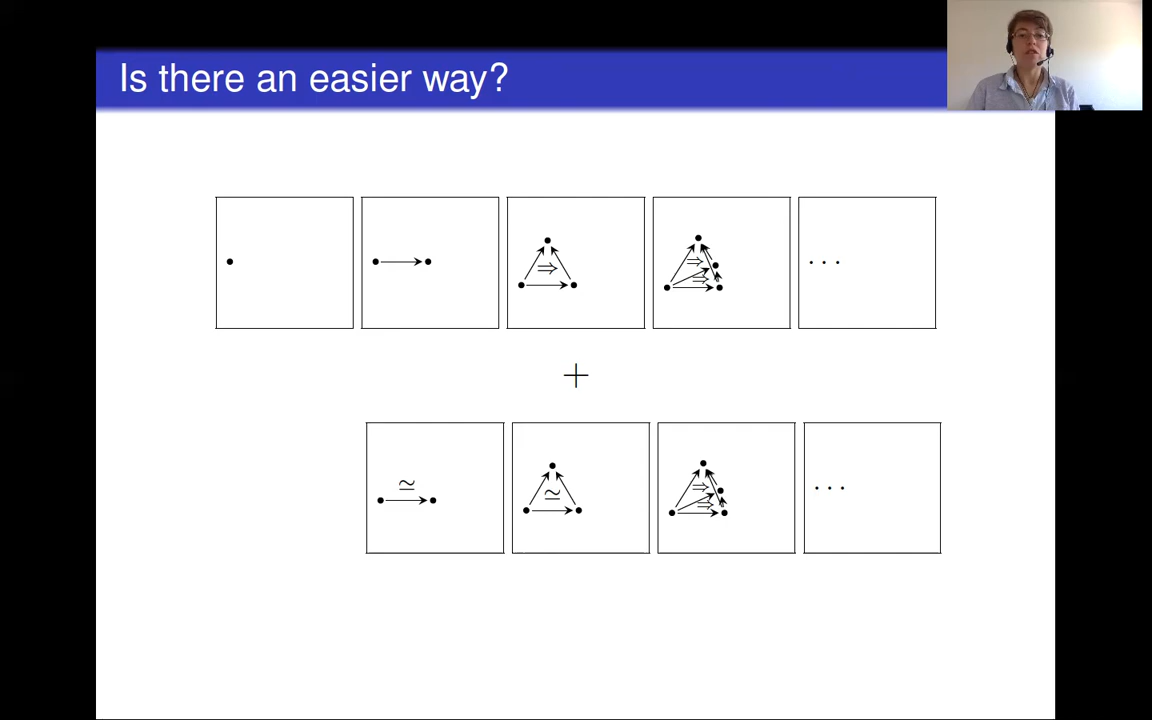 Is there an easier way?
⇒ ⇒ ⇒ ···
+
≃ ≃ ⇒ ⇒ ···